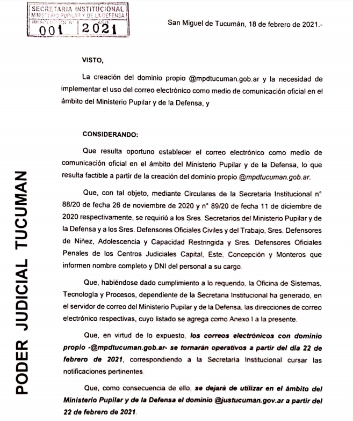 SECRETARIA INSTITUCIONAL
MINISTERIO PUPILAR Y DE LA DEFENSA
001 2021
San Miguel de Tucumán, 18 de febrero de 2021.-
VISTO,
La creación del dominio propio @mpdtucuman.gob.ar y la necesidad de
implementar el uso del correo electrónico como medio de comunicación oficial en el
ámbito del Ministerio Pupilar y de la Defensa, y
CONSIDERANDO:
Que resulta oportuno establecer el correo electrónico como medio de
comunicación oficial en el ámbito del Ministerio Pupilar y de la Defensa, lo que
resulta factible a partir de la creación del dominio propio @mpdtucuman.gob.ar.
Que, con tal objeto, mediante Circulares de la Secretaria Institucional n°
88/20 de fecha 26 de noviembre de 2020 y n° 89/20 de fecha 11 de diciembre de
2020 respectivamente, se requirió a los Sres. Secretarios del Ministerio Pupilar y de
la Defensa y a los Sres. Defensores Oficiales Civiles y del Trabajo, Sres. Defensores
de Niñez, Adolescencia y Capacidad Restringida y Sres. Defensores Oficiales
Penales de los Centros Judiciales Capital, Este, Concepción y Monteros que
informen nombre completo y DNI del personal a su cargo.
Que, habiéndose dado cumplimiento a lo requerido, la Oficina de Sistemas,
Tecnología y Procesos, dependiente de la Secretaria Institucional ha generado, en
el servidor de correo del Ministerio Pupilar y de la Defensa, las direcciones de correo
electrónico respectivas, cuyo listado se agrega como Anexo I a la presente.
Que, en virtud de lo expuesto, los correos electrónicos con dominio
propio -@mpdtucuman.gob.ar- se tornarán operativos a partir del día 22 de
febrero de 2021, correspondiendo a la Secretaria Institucional cursar las
notificaciones pertinentes.
Que, como consecuencia de ello, se dejará de utilizar en el ámbito del
Ministerio Pupilar y de la Defensa el dominio @justucuman.gov.ar a partir del
22 de febrero de 2021.
PODER JUDICIAL TUCUMAN